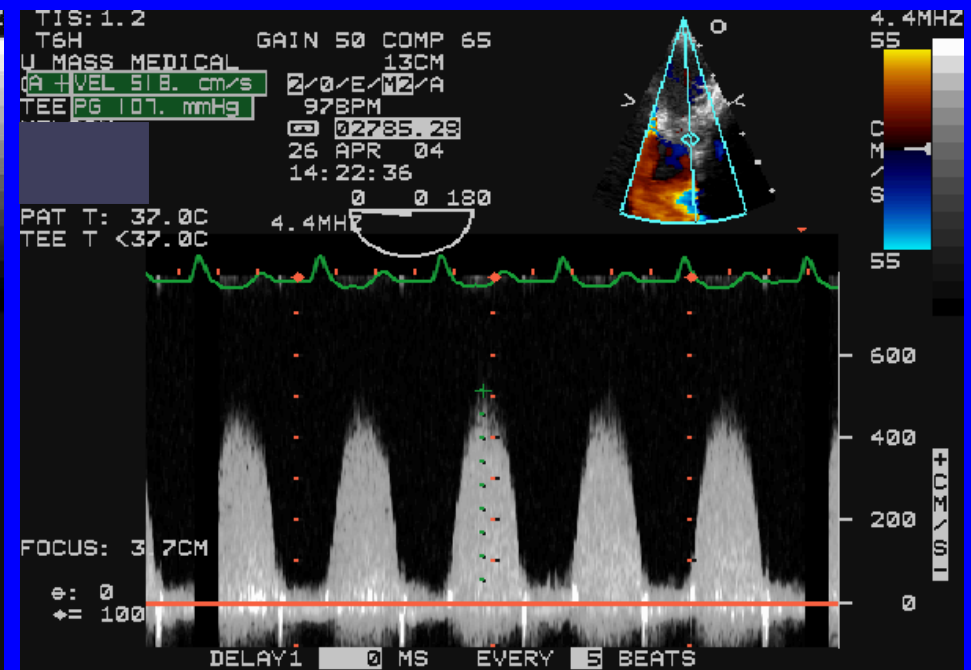 TIS:1.2
T6H
GAIN 50 COMP 65
U MASS MEDICAL
13CM
VEL 518. cm/s
2/0/E/M2/A
TEE
PG 107. mmHg
97BPM
02785.29
26 APR 04
14:22:36
0 0 180
PAT T: 37.0C
TEE T <37.0C
4.4MHZ
4.4MHZ
55
CM/S
55
600
400
200
0
+CM/S-
FOCUS: 3.7CM
0
100
DELAY1 0 MS EVERY 5 BEATS